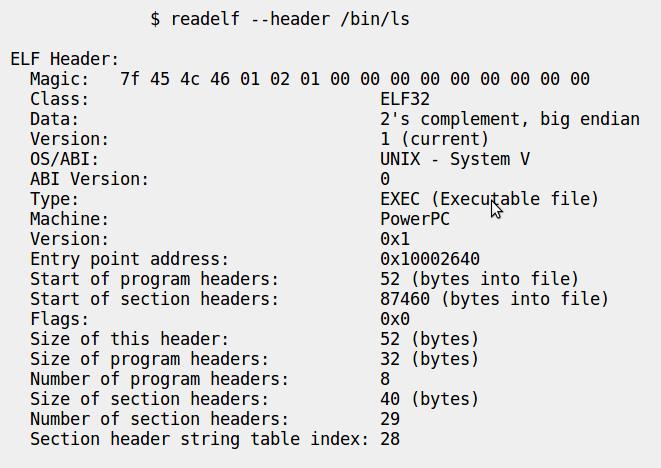 $ readelf --header /bin/ls
ELF Header:
Magic: 7f 45 4c 46 01 02 01 00 00 00 00 00 00 00 00 00
Class: ELF32
Data: 2's complement, big endian
Version: 1 (current)
OS/ABI: UNIX - System V
ABI Version: 0
Type: EXEC (Executable file)
Machine: PowerPC
Version: 0x1
Entry point address: 0x10002640
Start of program headers: 52 (bytes into file)
Start of section headers: 87460 (bytes into file)
Flags: 0x0
Size of this header: 52 (bytes)
Size of program headers: 32 (bytes)
Number of program headers: 8
Size of section headers: 40 (bytes)
Number of section headers: 29
Section header string table index: 28